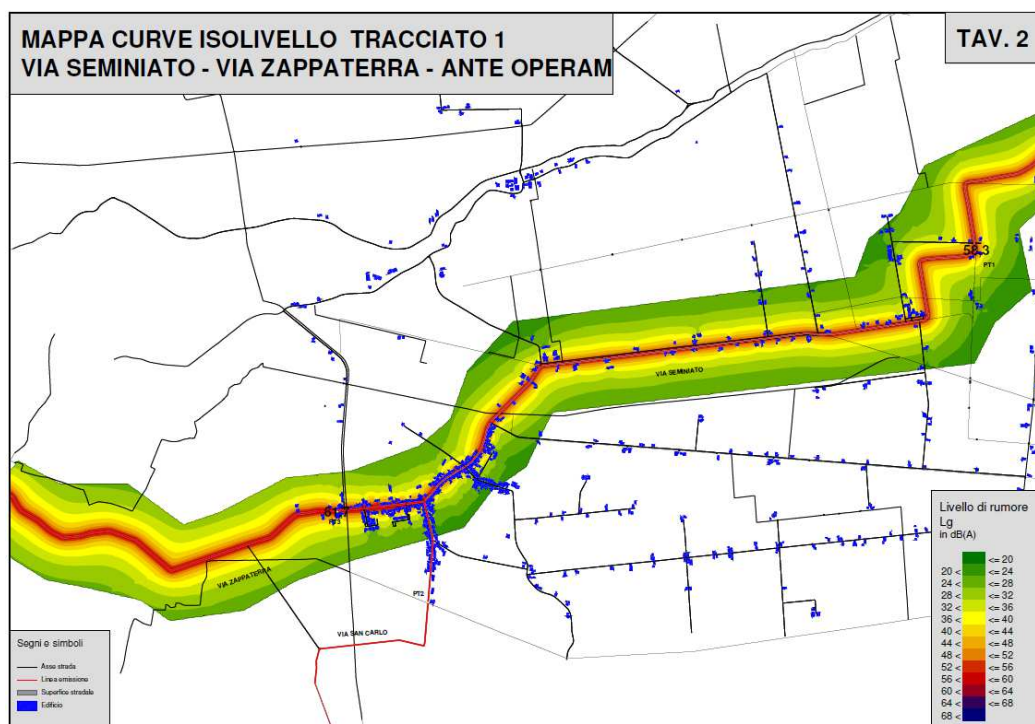 MAPPA CURVE ISOLIVELLO TRACCIATO 1
VIA SEMINIATO - VIA ZAPPATERRA - ANTE OPERAM
TAV. 2
58.3
PT1
VIA SEMINIATO
PT3
VIA ZAPPATERRA
PT2
VIA SAN CARLO
Segni e simboli
Asse strada
Linea emissione
Superfice stradale
Edificio
Livello di rumore
Lg
in dB(A)
<= 20
20 < <= 24
24 < <= 28
28 < <= 32
32 < <= 36
36 < <= 40
40 < <= 44
44 < <= 48
48 < <= 52
52 < <= 56
56 < <= 60
60 < <= 64
64 < <= 68
68 <